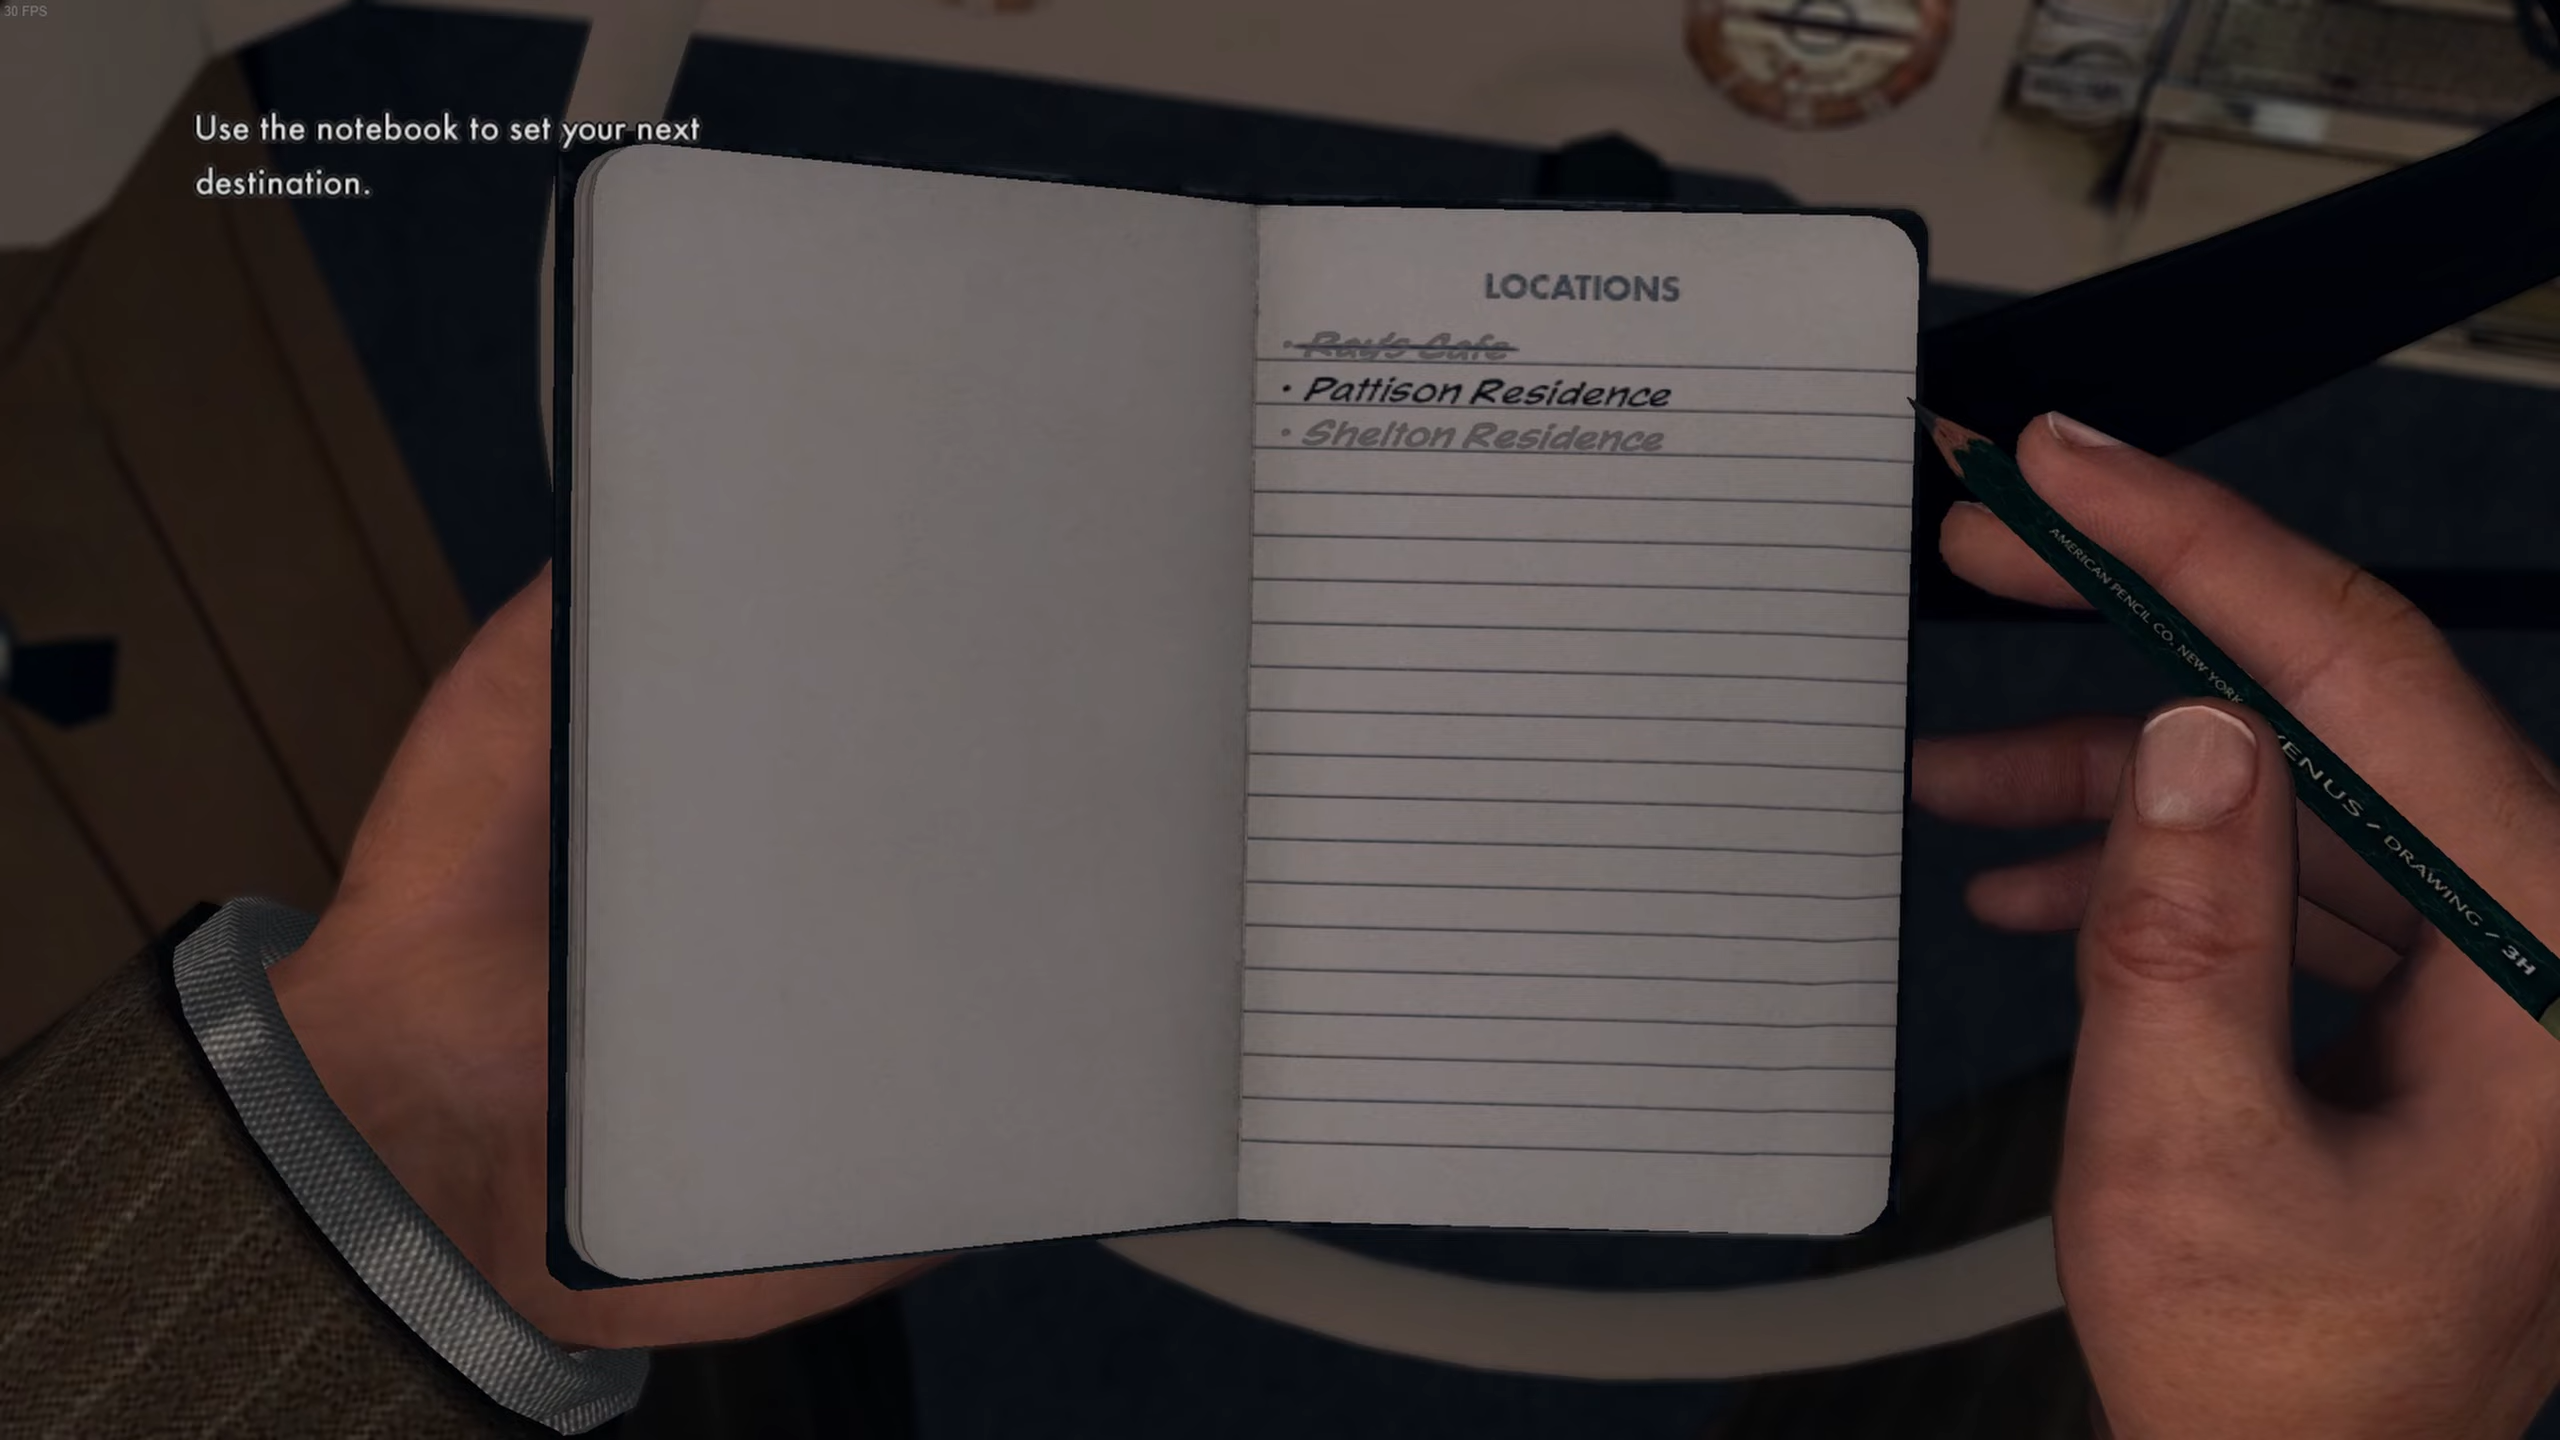 30 FPS
Use the notebook to set your next
destination.
LOCATIONS
• Ray's Cafe
• Pattison Residence
• Shelton Residence
AMERICAN PENCIL CO. NEW YORK
VENUS / DRAWING / 3H